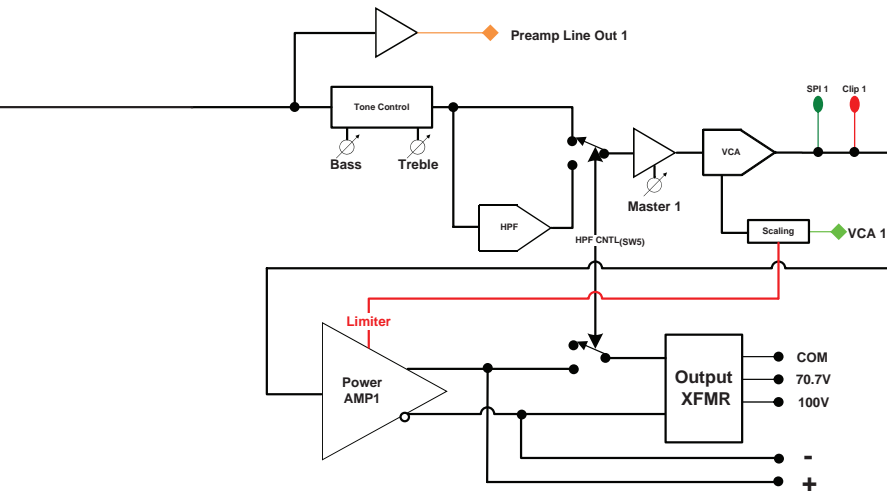 Preamp Line Out 1
SPI 1
Clip 1
Tone Control
Bass
Treble
VCA
Master 1
HPF
Scaling
VCA 1
HPF CNTL(SW5)
Limiter
Power
AMP1
Output
XFMR
COM
70.7V
100V
-
+